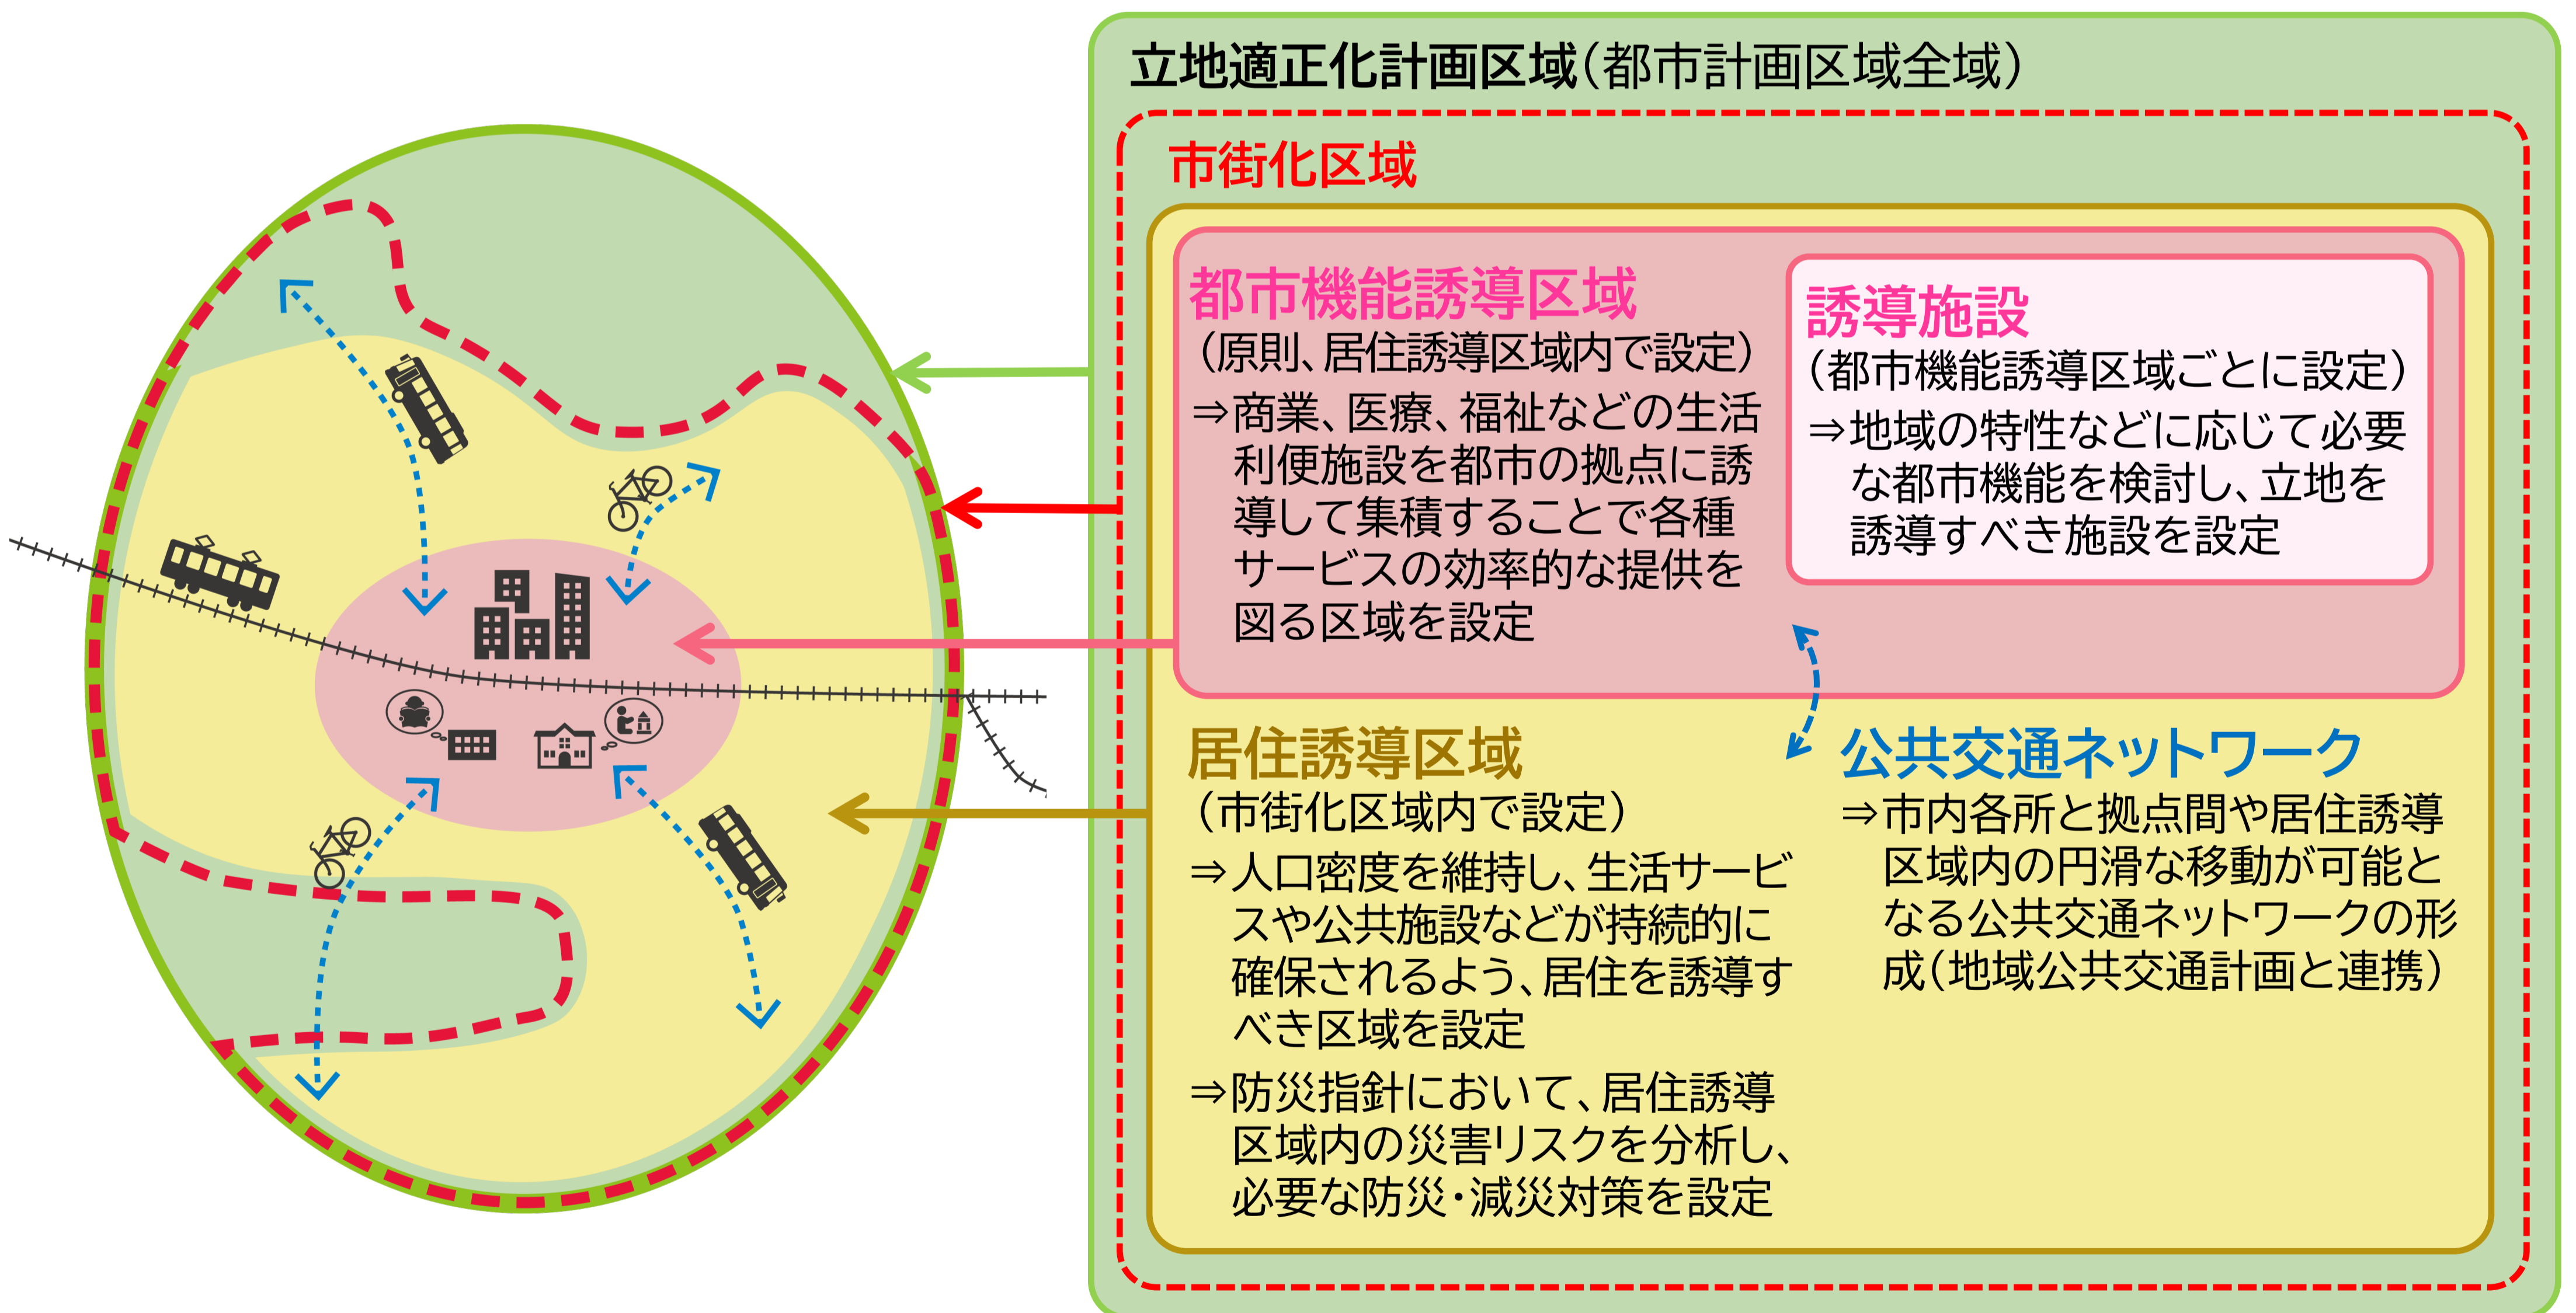 立地適正化計画区域(都市計画区域全域)
市街化区域
都市機能誘導区域
(原則、居住誘導区域内で設定)
⇒商業、医療、福祉などの生活
利便施設を都市の拠点に誘
導して集積することで各種
サービスの効率的な提供を
図る区域を設定
誘導施設
(都市機能誘導区域ごとに設定)
⇒地域の特性などに応じて必要
な都市機能を検討し、立地を
誘導すべき施設を設定
居住誘導区域
(市街化区域内で設定)
⇒人口密度を維持し、生活サービ
スや公共施設などが持続的に
確保されるよう、居住を誘導す
べき区域を設定
⇒防災指針において、居住誘導
区域内の災害リスクを分析し、
必要な防災・減災対策を設定
公共交通ネットワーク
⇒市内各所と拠点間や居住誘導
区域内の円滑な移動が可能と
なる公共交通ネットワークの形
成(地域公共交通計画と連携)